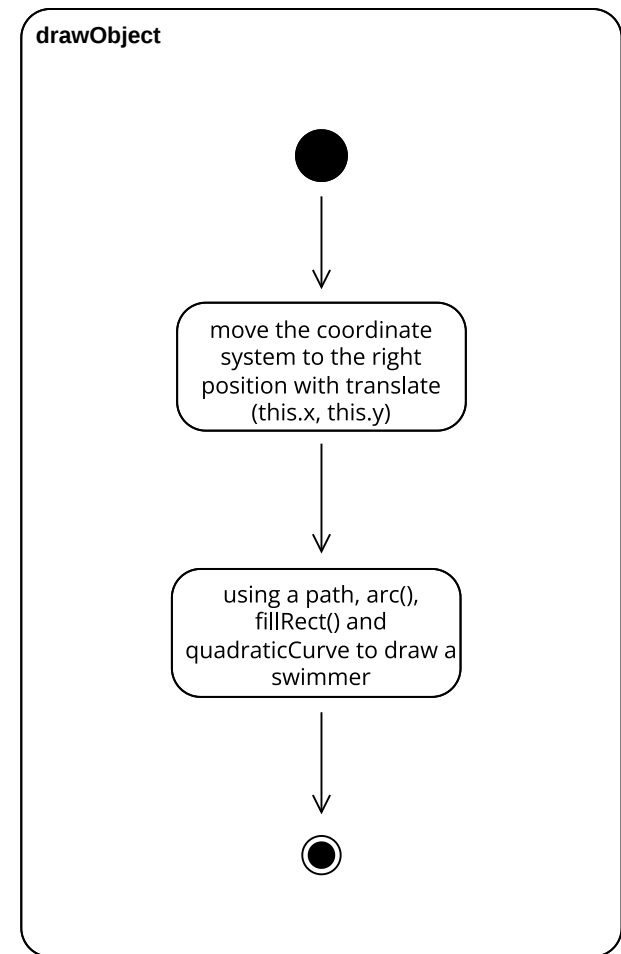 drawObject
move the coordinate
system to the right
position with translate
(this.x, this.y)
using a path, arc(),
fillRect() and
quadraticCurve to draw a
swimmer